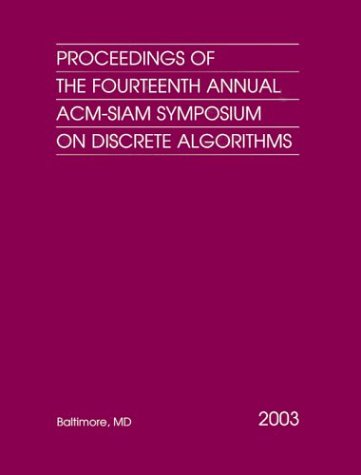 PROCEEDINGS OF
THE FOURTEENTH ANNUAL
ACM-SIAM SYMPOSIUM
ON DISCRETE ALGORITHMS
Baltimore, MD 2003